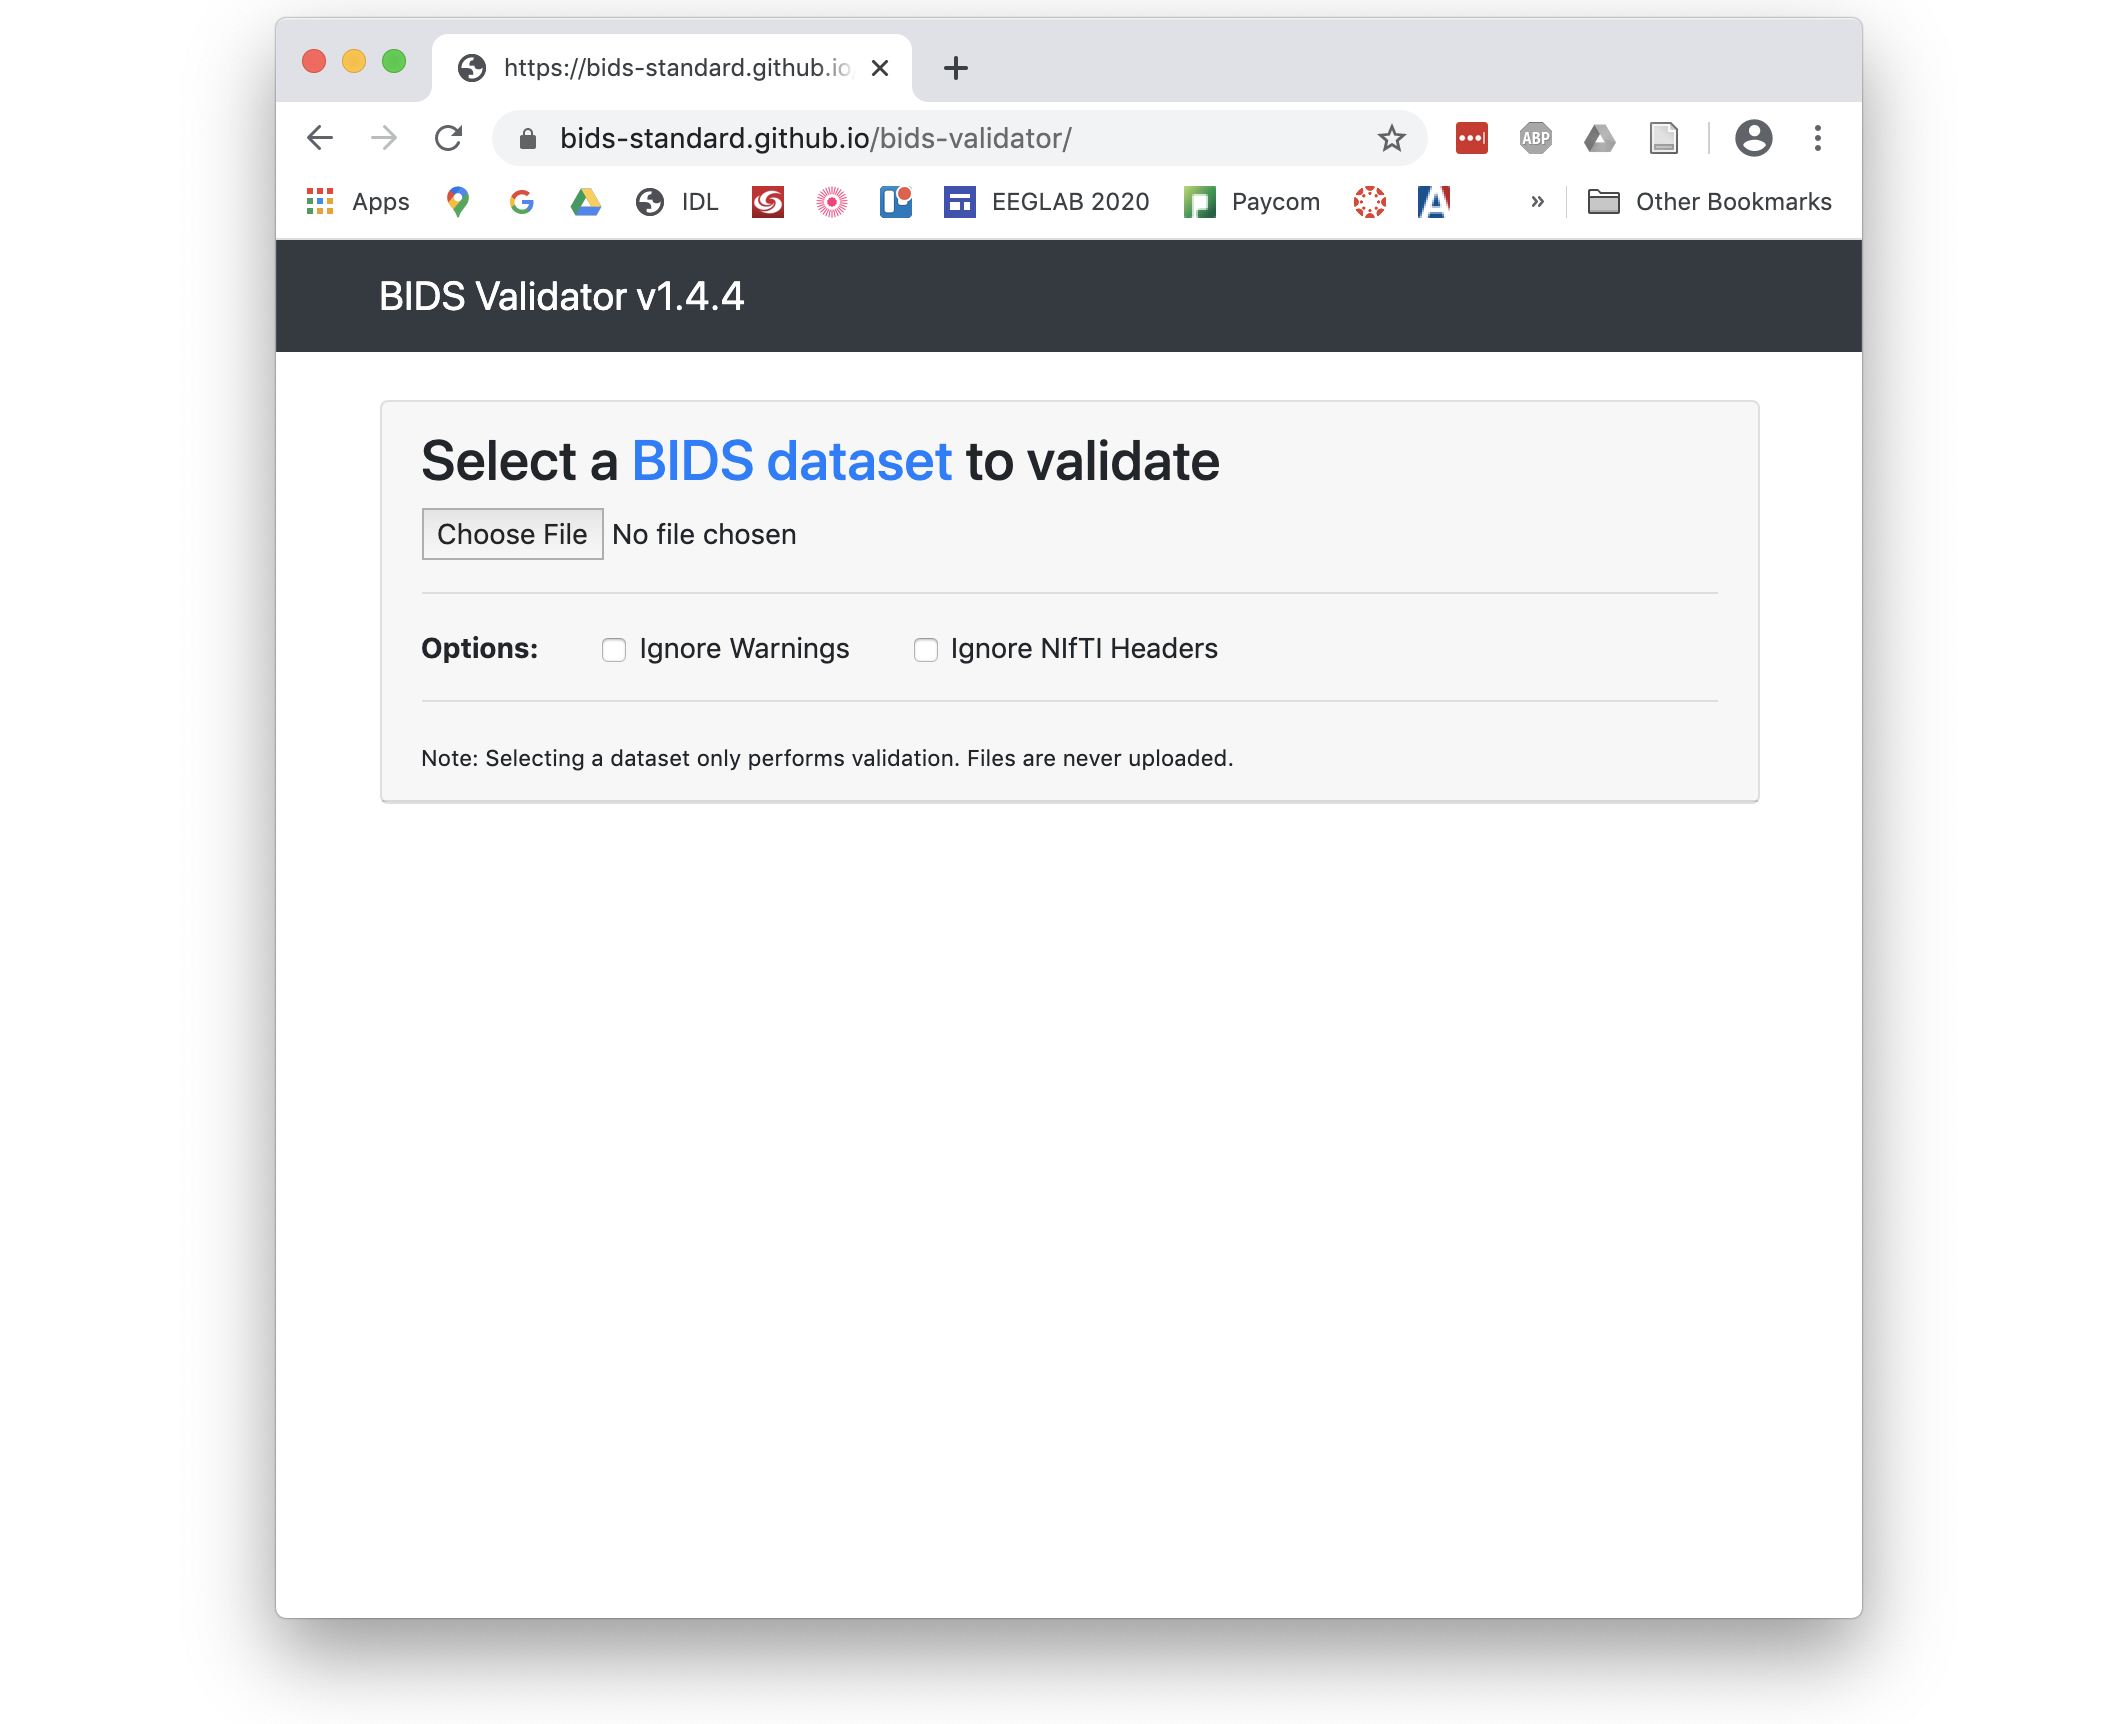 https://bids-standard.github.io
bids-standard.github.io/bids-validator/
ABP
Apps
IDL
EEGLAB 2020
Paycom
Other Bookmarks
BIDS Validator v1.4.4
Select a BIDS dataset to validate
Choose File No file chosen
Options: Ignore Warnings Ignore NIfTI Headers
Note: Selecting a dataset only performs validation. Files are never uploaded.